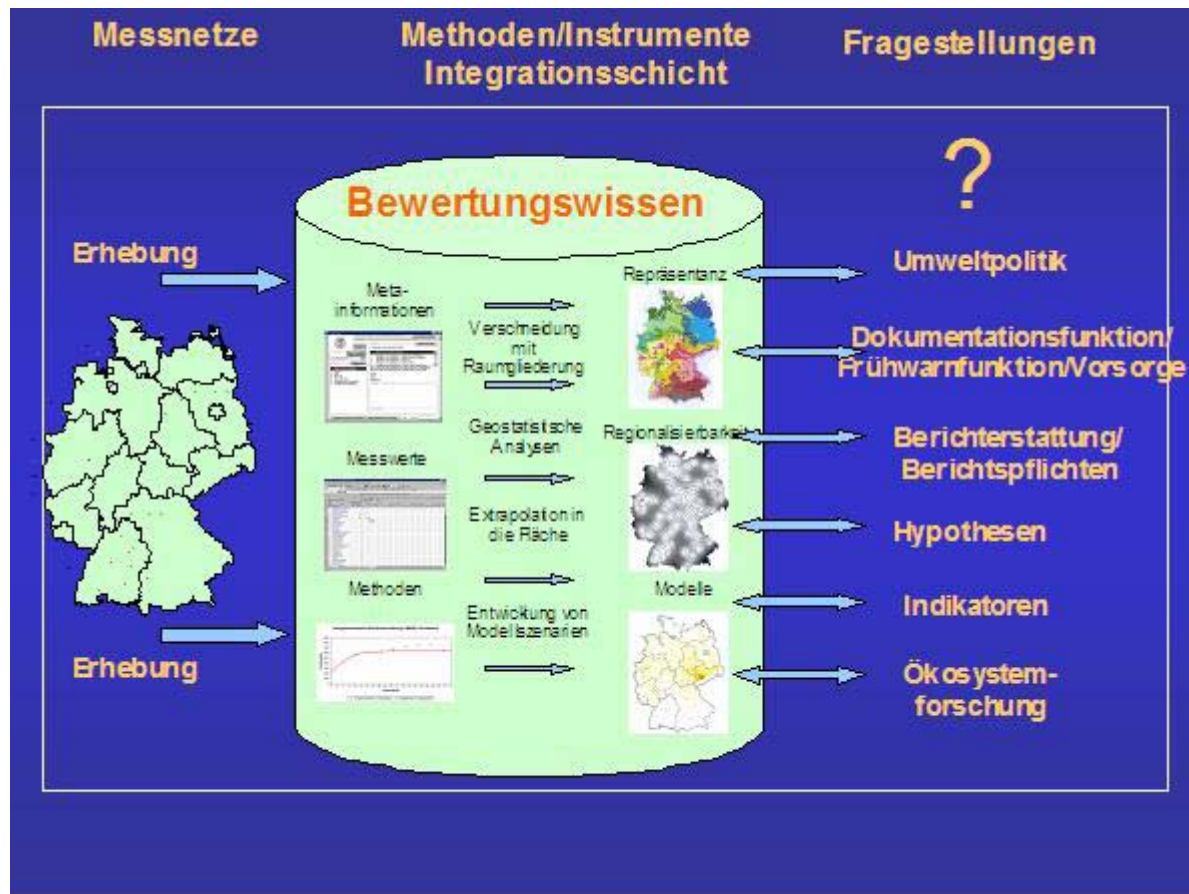 Messnetze
Methoden/Instrumente
Integrationsschicht
Fragestellungen
?
Bewertungswissen
Erhebung
Erhebung
Meta-
informationen
Messwerte
Methoden
Verschneidung
mit
Raumgliederung
Geostatistische
Analysen
Extrapolation in
die Fläche
Entwicklung von
Modellszenarien
Repräsentanz
Regionalisierbarkeit
Modelle
Umweltpolitik
Dokumentationsfunktion/
Frühwarnfunktion/Vorsorge
Berichterstattung/
Berichtspflichten
Hypothesen
Indikatoren
Ökosystem-
forschung